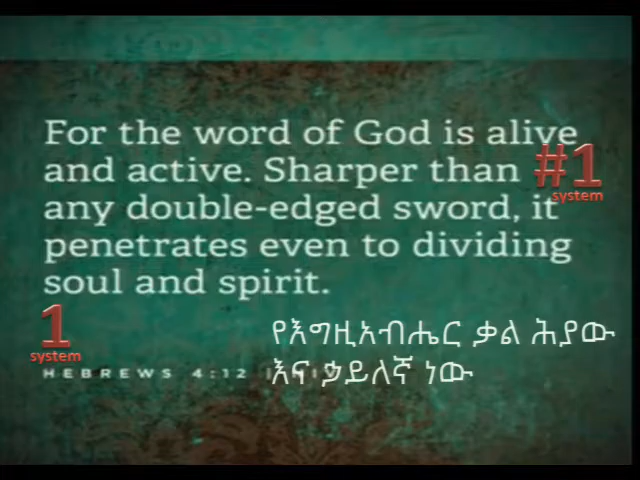 For the word of God is alive
and active. Sharper than
#1
system
any double-edged sword, it
penetrates even to dividing
soul and spirit.
1
system
HEBREWS 4:12
የእግዚአብሔር ቃል ሕያው
እና ኃይለኛ ነው